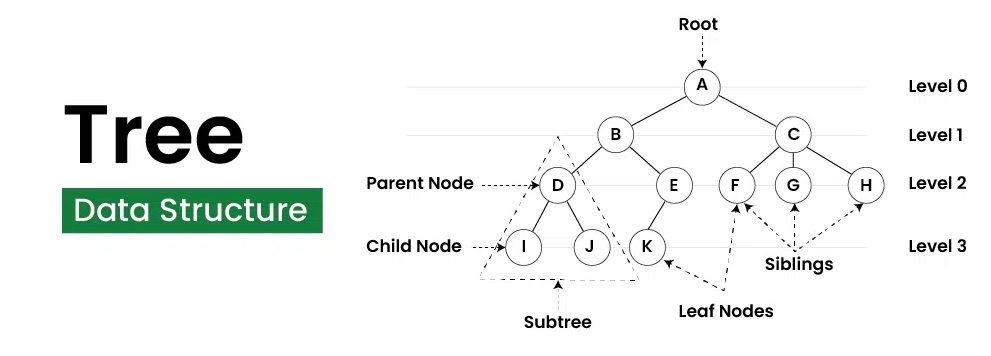 Tree
Data Structure
Root
A
Level 0
B
C
Level 1
Parent Node
D
E
F
G
H
Level 2
Child Node
I
J
K
Level 3
Siblings
Leaf Nodes
Subtree